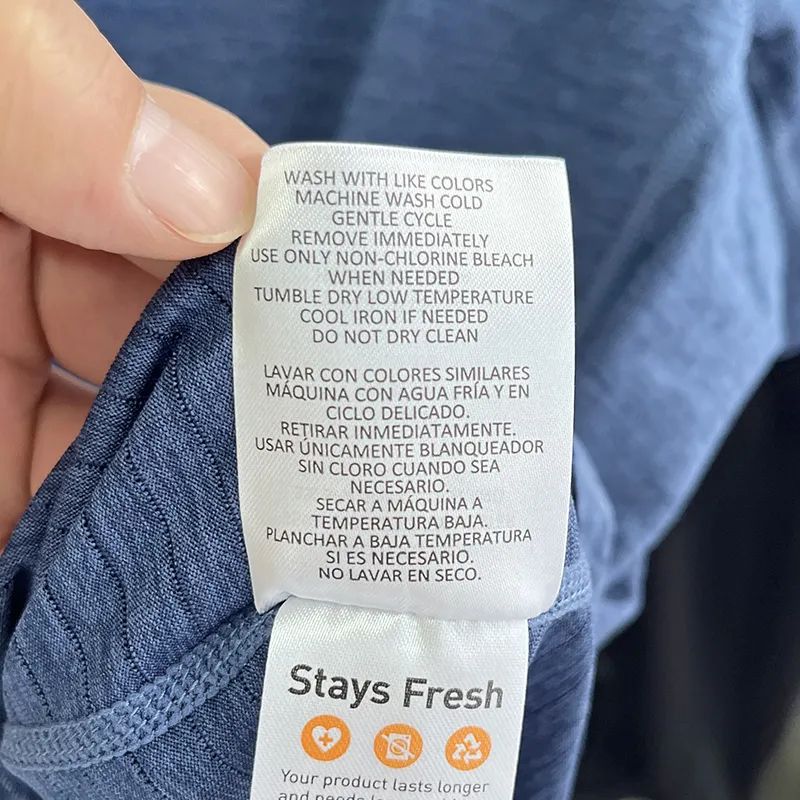 WASH WITH LIKE COLORS
MACHINE WASH COLD
GENTLE CYCLE
REMOVE IMMEDIATELY
USE ONLY NON-CHLORINE BLEACH
WHEN NEEDED
TUMBLE DRY LOW TEMPERATURE
COOL IRON IF NEEDED
DO NOT DRY CLEAN
LAVAR CON COLORES SIMILARES
MÁQUINA CON AGUA FRÍA Y EN
CICLO DELICADO.
RETIRAR INMEDIATAMENTE.
USAR ÚNICAMENTE BLANQUEADOR
SIN CLORO CUANDO SEA
NECESARIO.
SECAR A MÁQUINA A
TEMPERATURA BAJA.
PLANCHAR A BAJA TEMPERATURA
SI ES NECESARIO.
NO LAVAR EN SECO.
Stays Fresh
Your product lasts longer
and needs